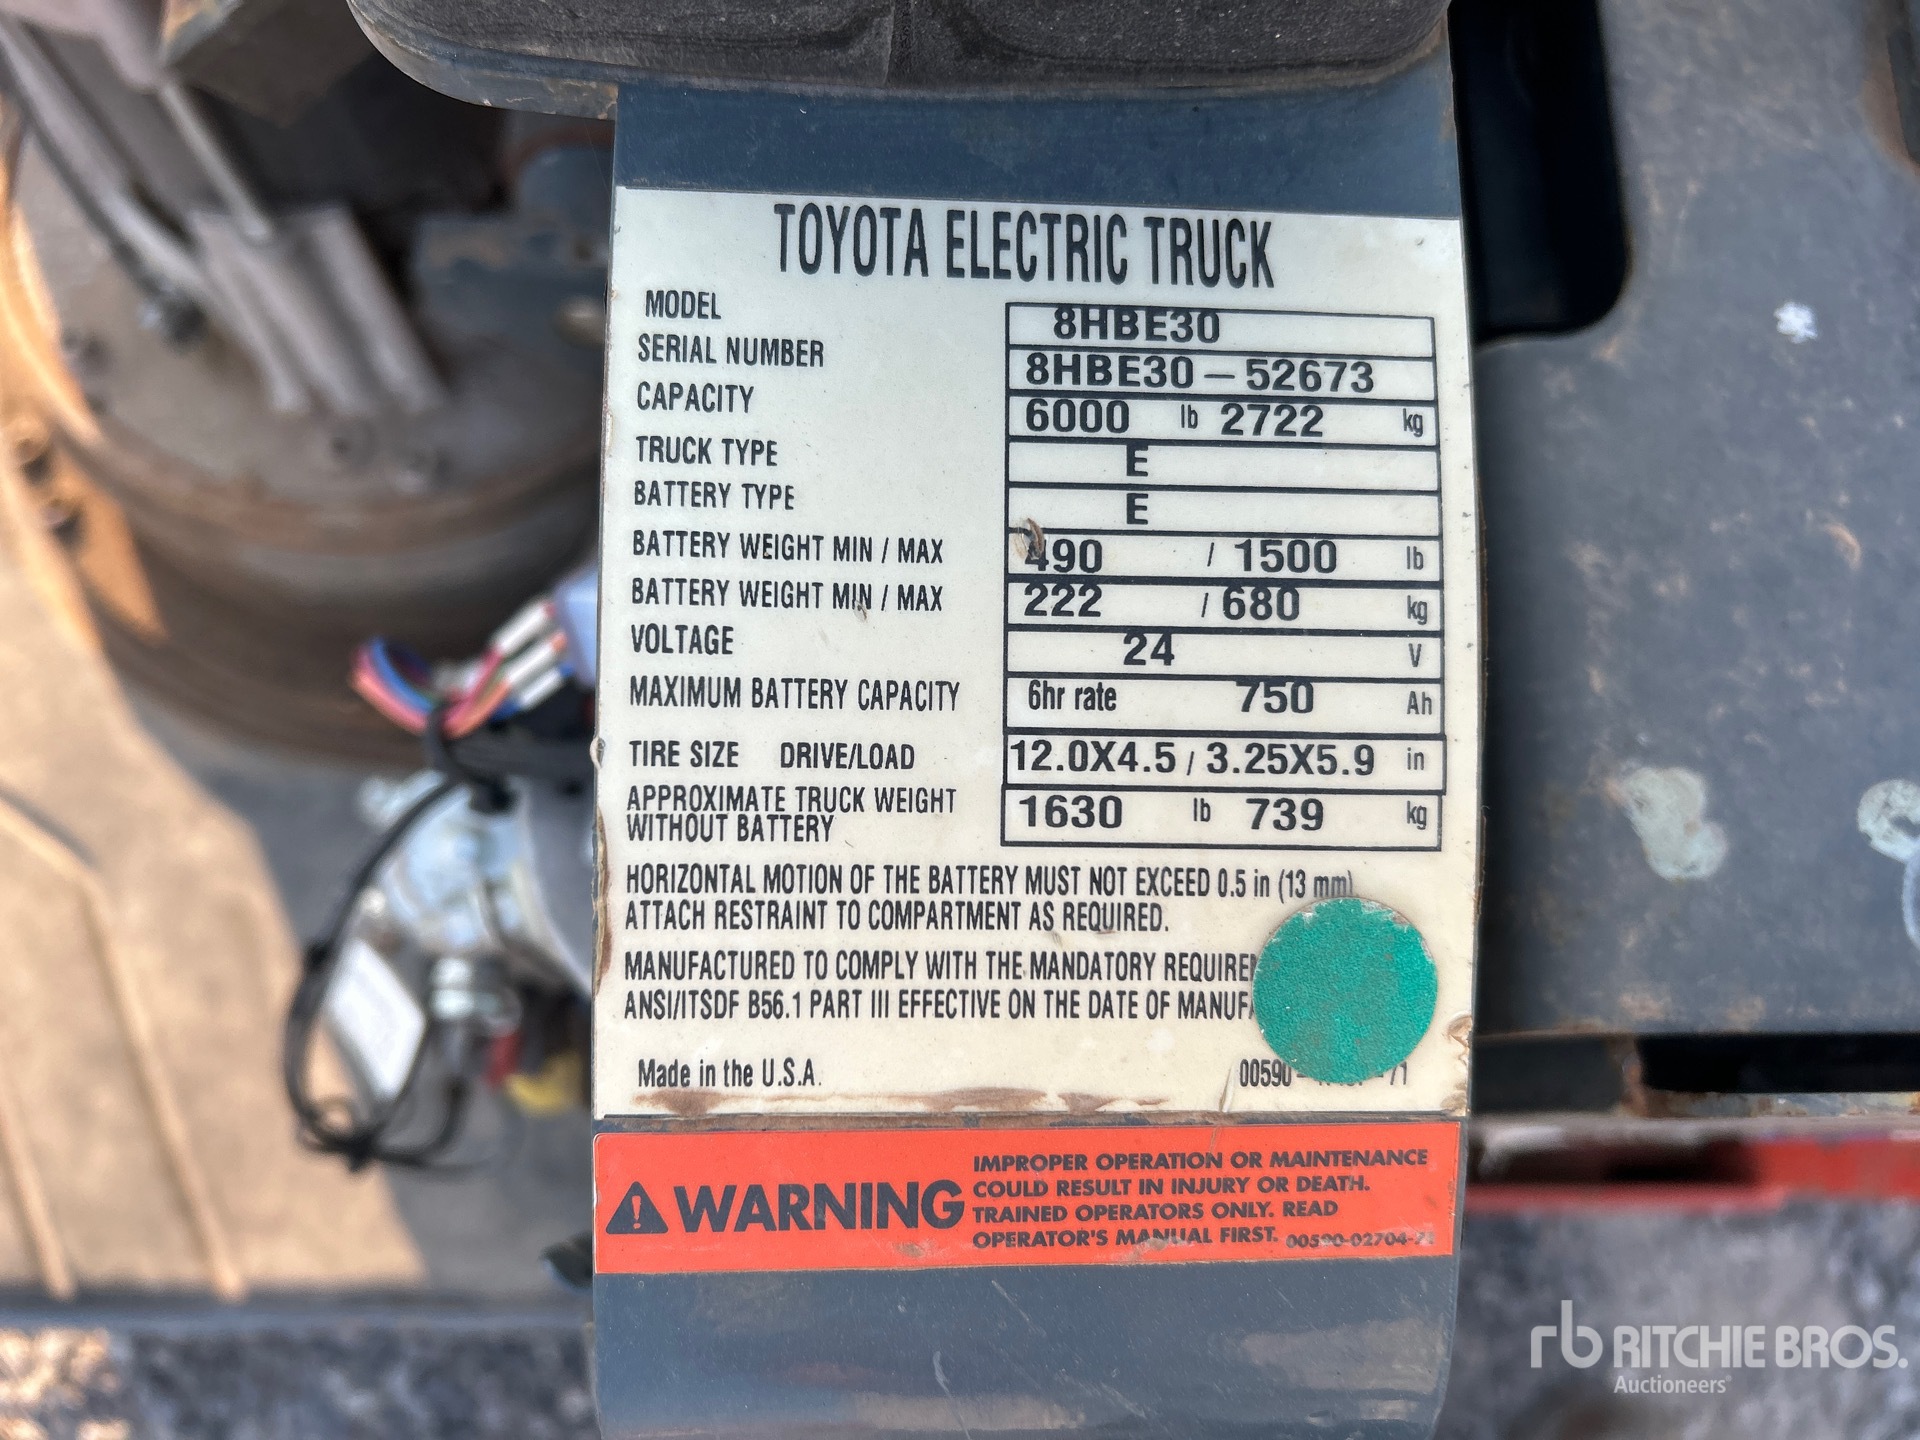 TOYOTA ELECTRIC TRUCK
MODEL 8HBE30
SERIAL NUMBER 8HBE30-52673
CAPACITY 6000 lb 2722 kg
TRUCK TYPE E
BATTERY TYPE E
BATTERY WEIGHT MIN / MAX 490 / 1500 lb
BATTERY WEIGHT MIN / MAX 222 / 680 kg
VOLTAGE 24 V
MAXIMUM BATTERY CAPACITY 6hr rate 750 Ah
TIRE SIZE DRIVE/LOAD 12.0X4.5 / 3.25X5.9 in
APPROXIMATE TRUCK WEIGHT
WITHOUT BATTERY 1630 lb 739 kg
HORIZONTAL MOTION OF THE BATTERY MUST NOT EXCEED 0.5 in (13 mm)
ATTACH RESTRAINT TO COMPARTMENT AS REQUIRED.
MANUFACTURED TO COMPLY WITH THE MANDATORY
ANSI/ITSDF B56.1 PART III EFFECTIVE ON THE DATE OF
Made in the U.S.A. 00590-
WARNING
IMPROPER OPERATION OR MAINTENANCE
COULD RESULT IN INJURY OR DEATH.
TRAINED OPERATORS ONLY. READ
OPERATOR'S MANUAL FIRST. 00590-02704-71
rb RITCHIE BROS.
Auctioneers